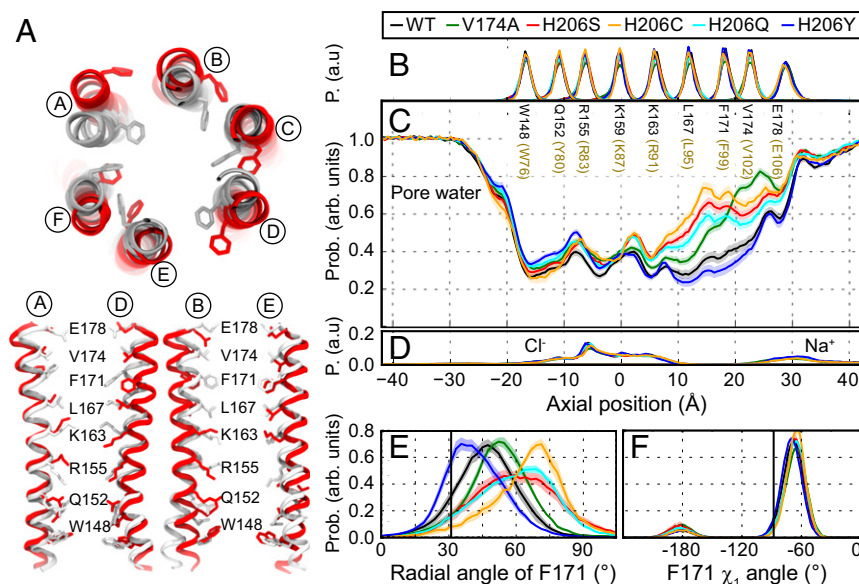 A
B
A
C
F
D
E
A
D
B
E
E178
E178
V174
V174
F171
F171
L167
L167
K163
K163
R155
R155
Q152
Q152
W148
W148
WT V174A H206S H206C H206Q H206Y
B
P. (a.u)
C
W148 (W76)
Q152 (Y80)
R155 (R83)
K159 (K87)
K163 (R91)
L167 (L95)
F171 (F99)
V174 (V102)
E178 (E106)
Pore water
Prob. (arb. units)
1.0
0.8
0.6
0.4
0.2
D
P. (a.u)
0.2
0.0
Cl-
Na+
−40 −30 −20 −10 0 10 20 30 40
Axial position (Å)
E
Prob (arb. units)
0.8
0.6
0.4
0.2
0.0
0 30 60 90
Radial angle of F171 (°)
F
-180 -120 -60 0
F171 χ1 angle (°)